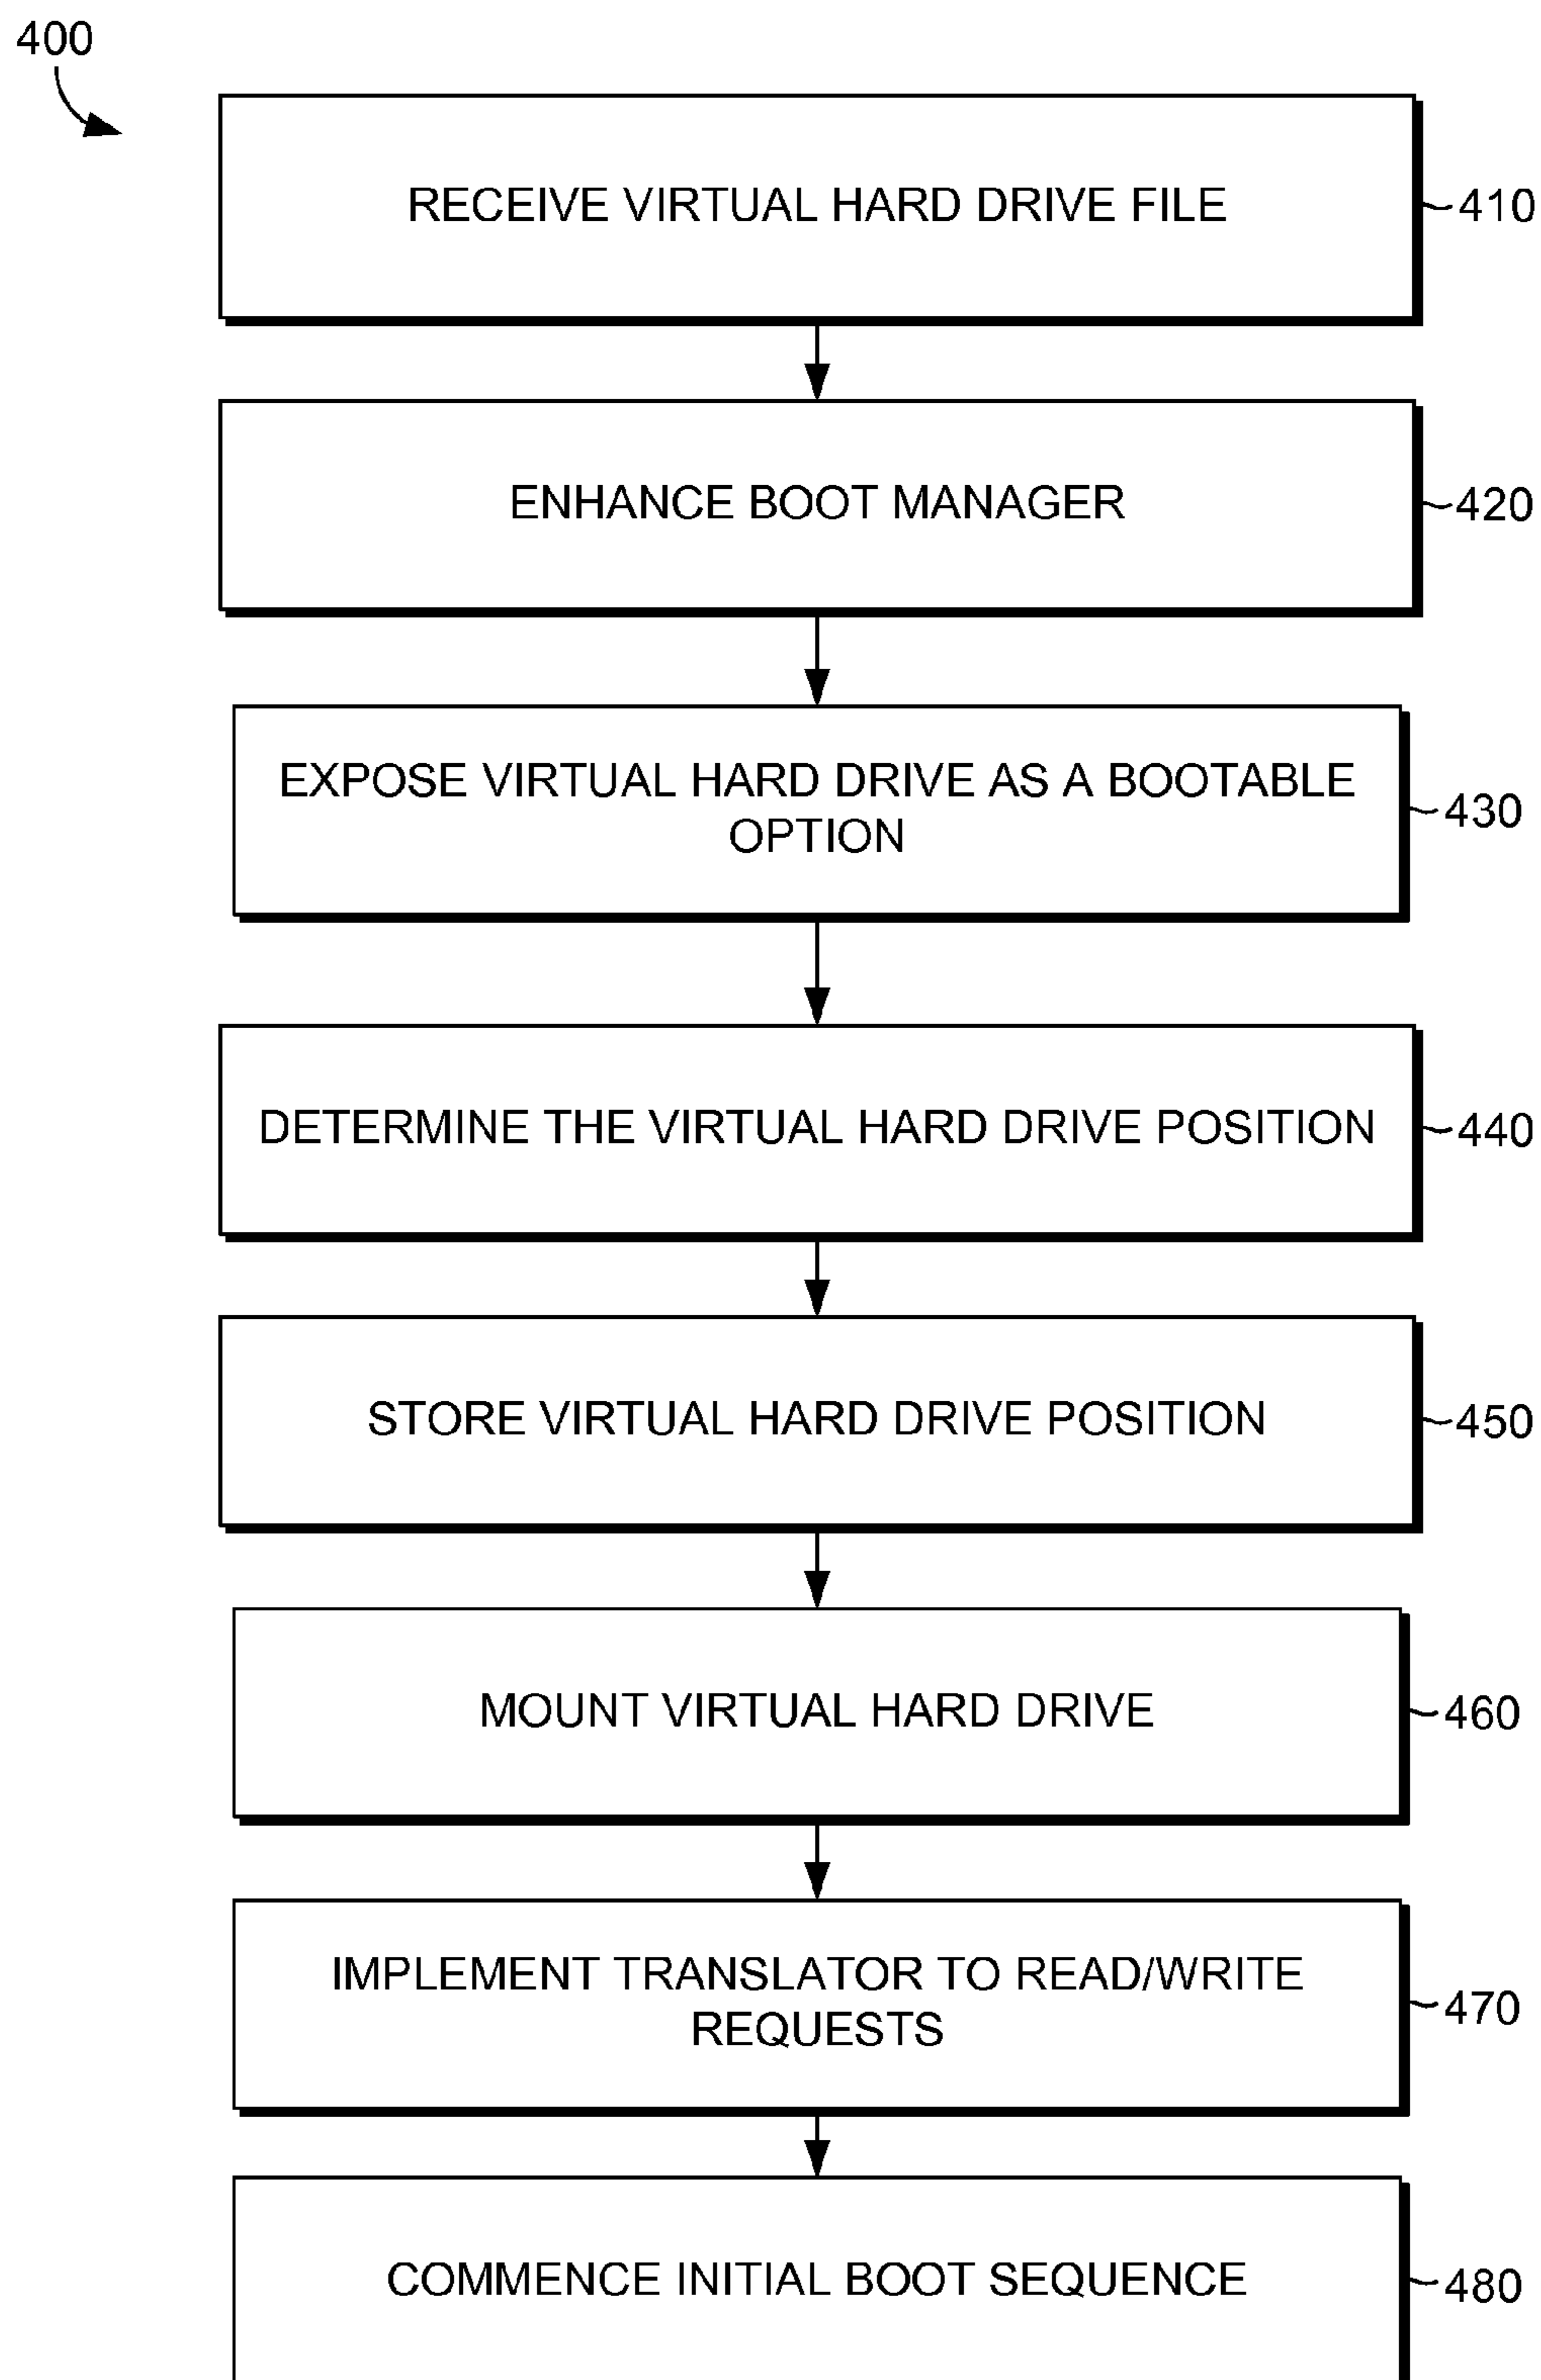 400
RECEIVE VIRTUAL HARD DRIVE FILE
410
ENHANCE BOOT MANAGER
420
EXPOSE VIRTUAL HARD DRIVE AS A BOOTABLE
OPTION
430
DETERMINE THE VIRTUAL HARD DRIVE POSITION
440
STORE VIRTUAL HARD DRIVE POSITION
450
MOUNT VIRTUAL HARD DRIVE
460
IMPLEMENT TRANSLATOR TO READ/WRITE
REQUESTS
470
COMMENCE INITIAL BOOT SEQUENCE
480